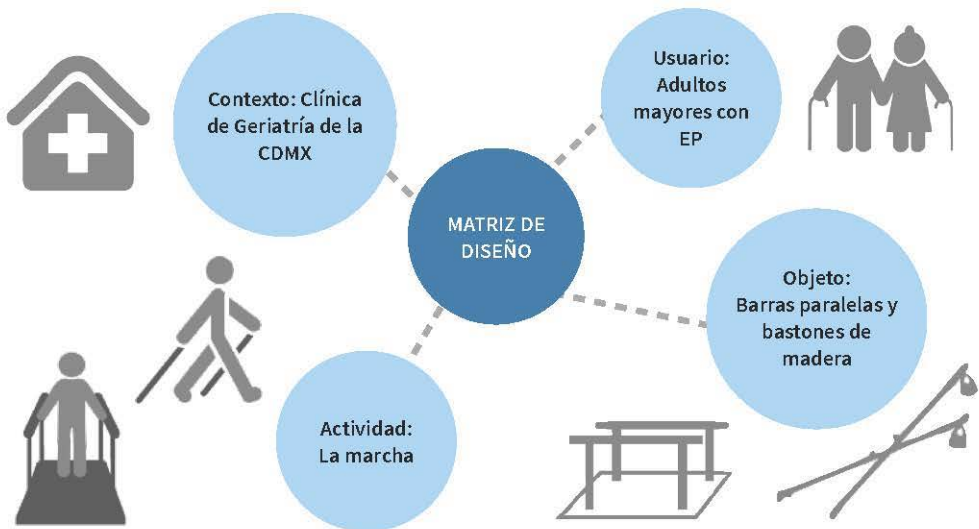 Contexto: Clínica
de Geriatría de la
CDMX
Usuario:
Adultos
mayores con
EP
MATRIZ DE
DISEÑO
Objeto:
Barras paralelas y
bastones de
madera
Actividad:
La marcha